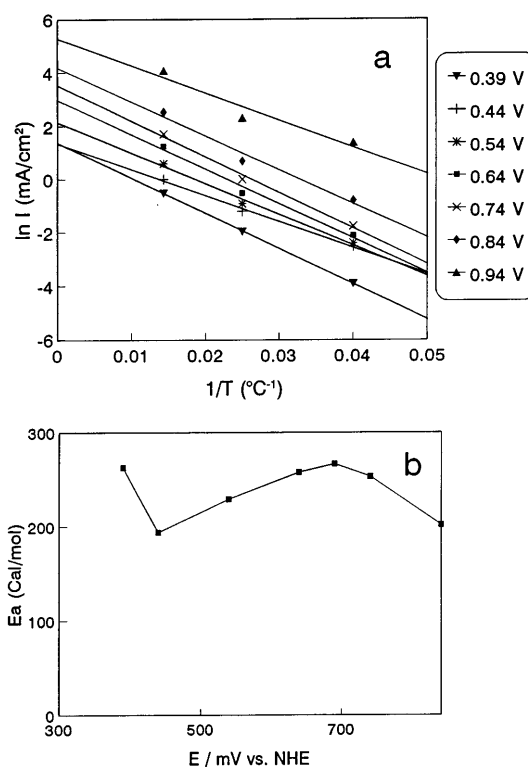 a
6
4
2
0
-2
-4
-6
ln I (mA/cm²)
0
0.01
0.02
0.03
0.04
0.05
1/T (°C⁻¹)
0.39 V
0.44 V
0.54 V
0.64 V
0.74 V
0.84 V
0.94 V
b
300
200
100
0
Ea (Cal/mol)
300
500
700
E / mV vs. NHE